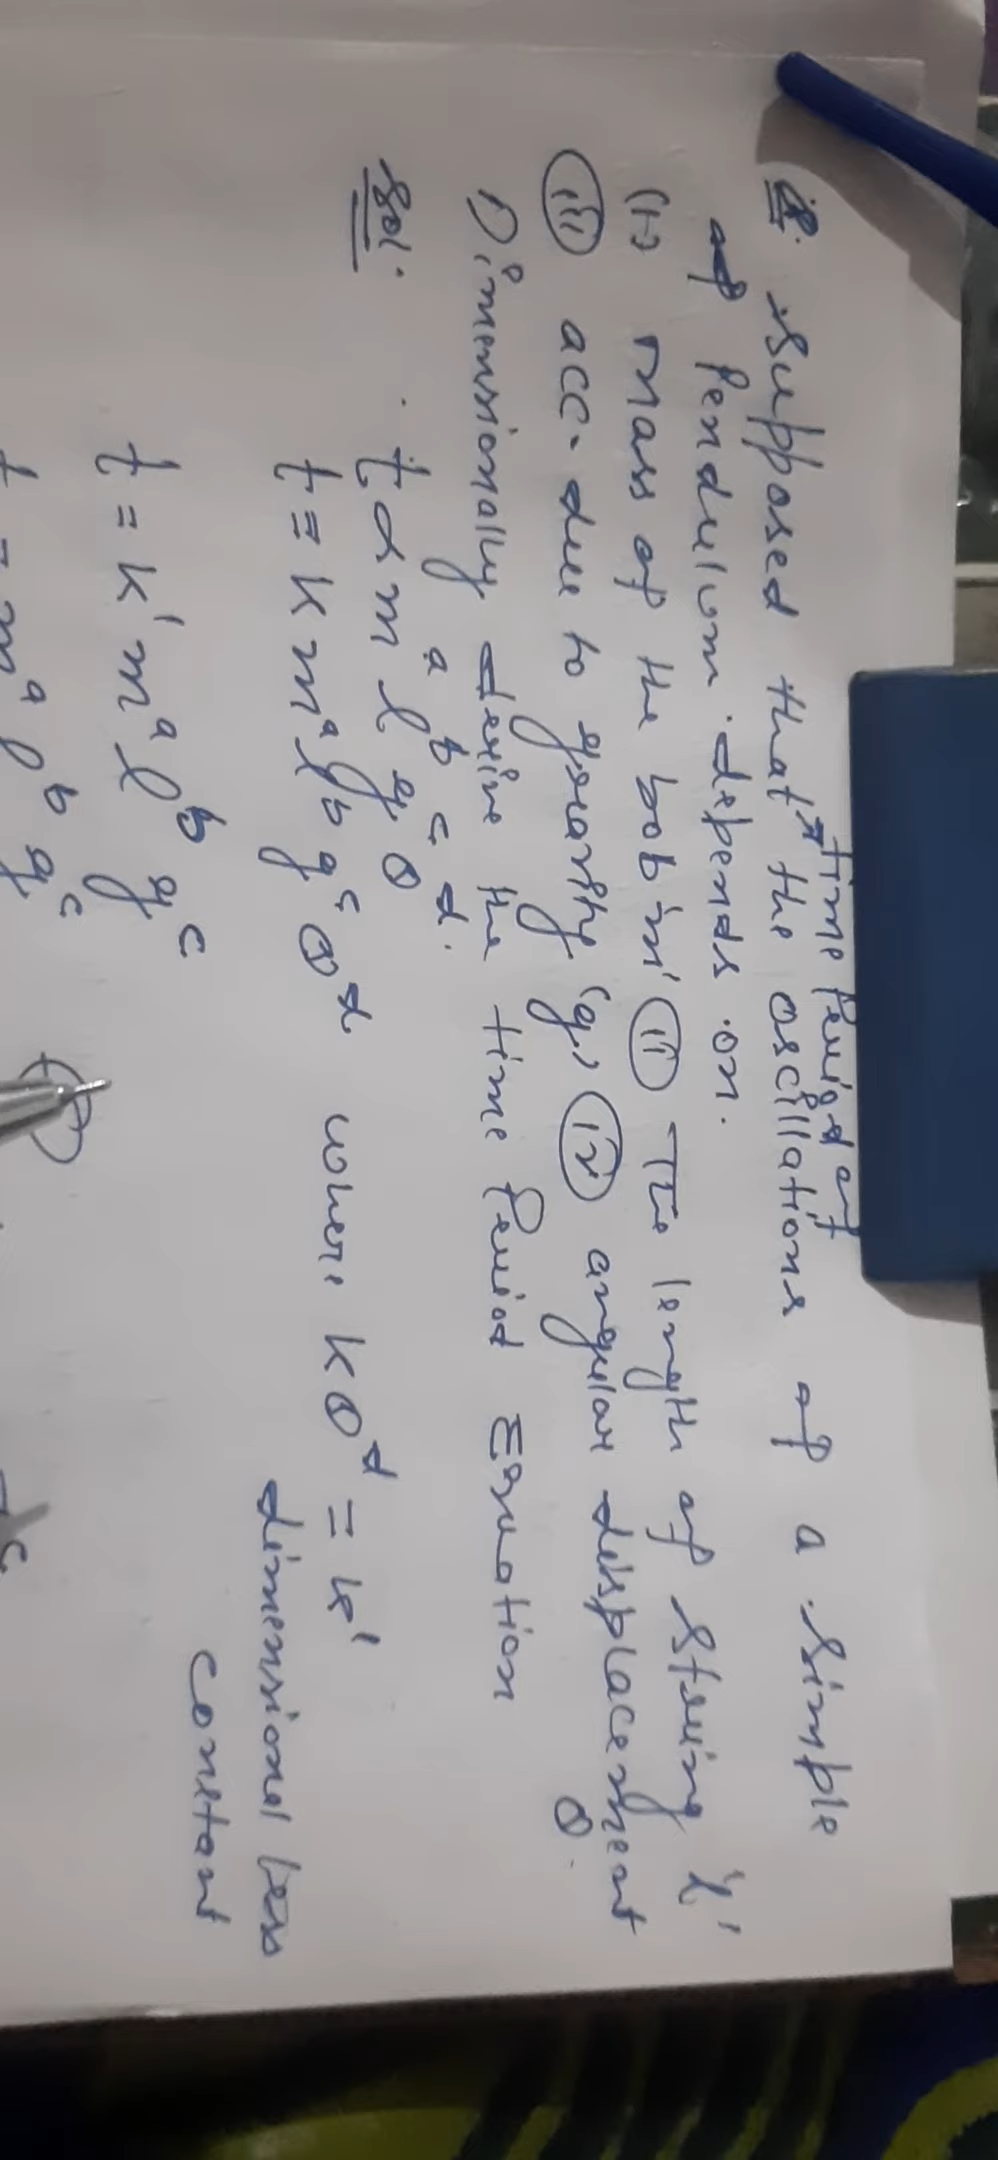 Q. Supposed that time Period of the oscillations of a simple
of Pendulum depends on.
(1) mass of the bob 'm' (ii) The length of String 'l'
(iii) acc. due to gravity (g) (iv) angular displacement θ.
Dimensionally derive the time Period Equation
Sol. t α m^a l^b g^c θ^d.
t = k m^a l^b g^c θ^d where k θ^d = k'
dimensional less
constant
t = k' m^a l^b g^c
t = m^a l^b g^c